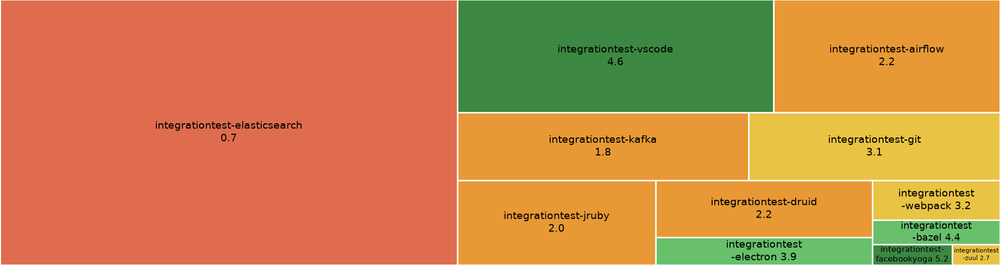 integrationtest-elasticsearch
0.7
integrationtest-vscode
4.6
integrationtest-airflow
2.2
integrationtest-kafka
1.8
integrationtest-git
3.1
integrationtest-jruby
2.0
integrationtest-druid
2.2
integrationtest
-electron 3.9
integrationtest
-webpack 3.2
integrationtest
-bazel 4.4
integrationtest-
facebookyoga 5.2
integrationtest
-zuul 2.7